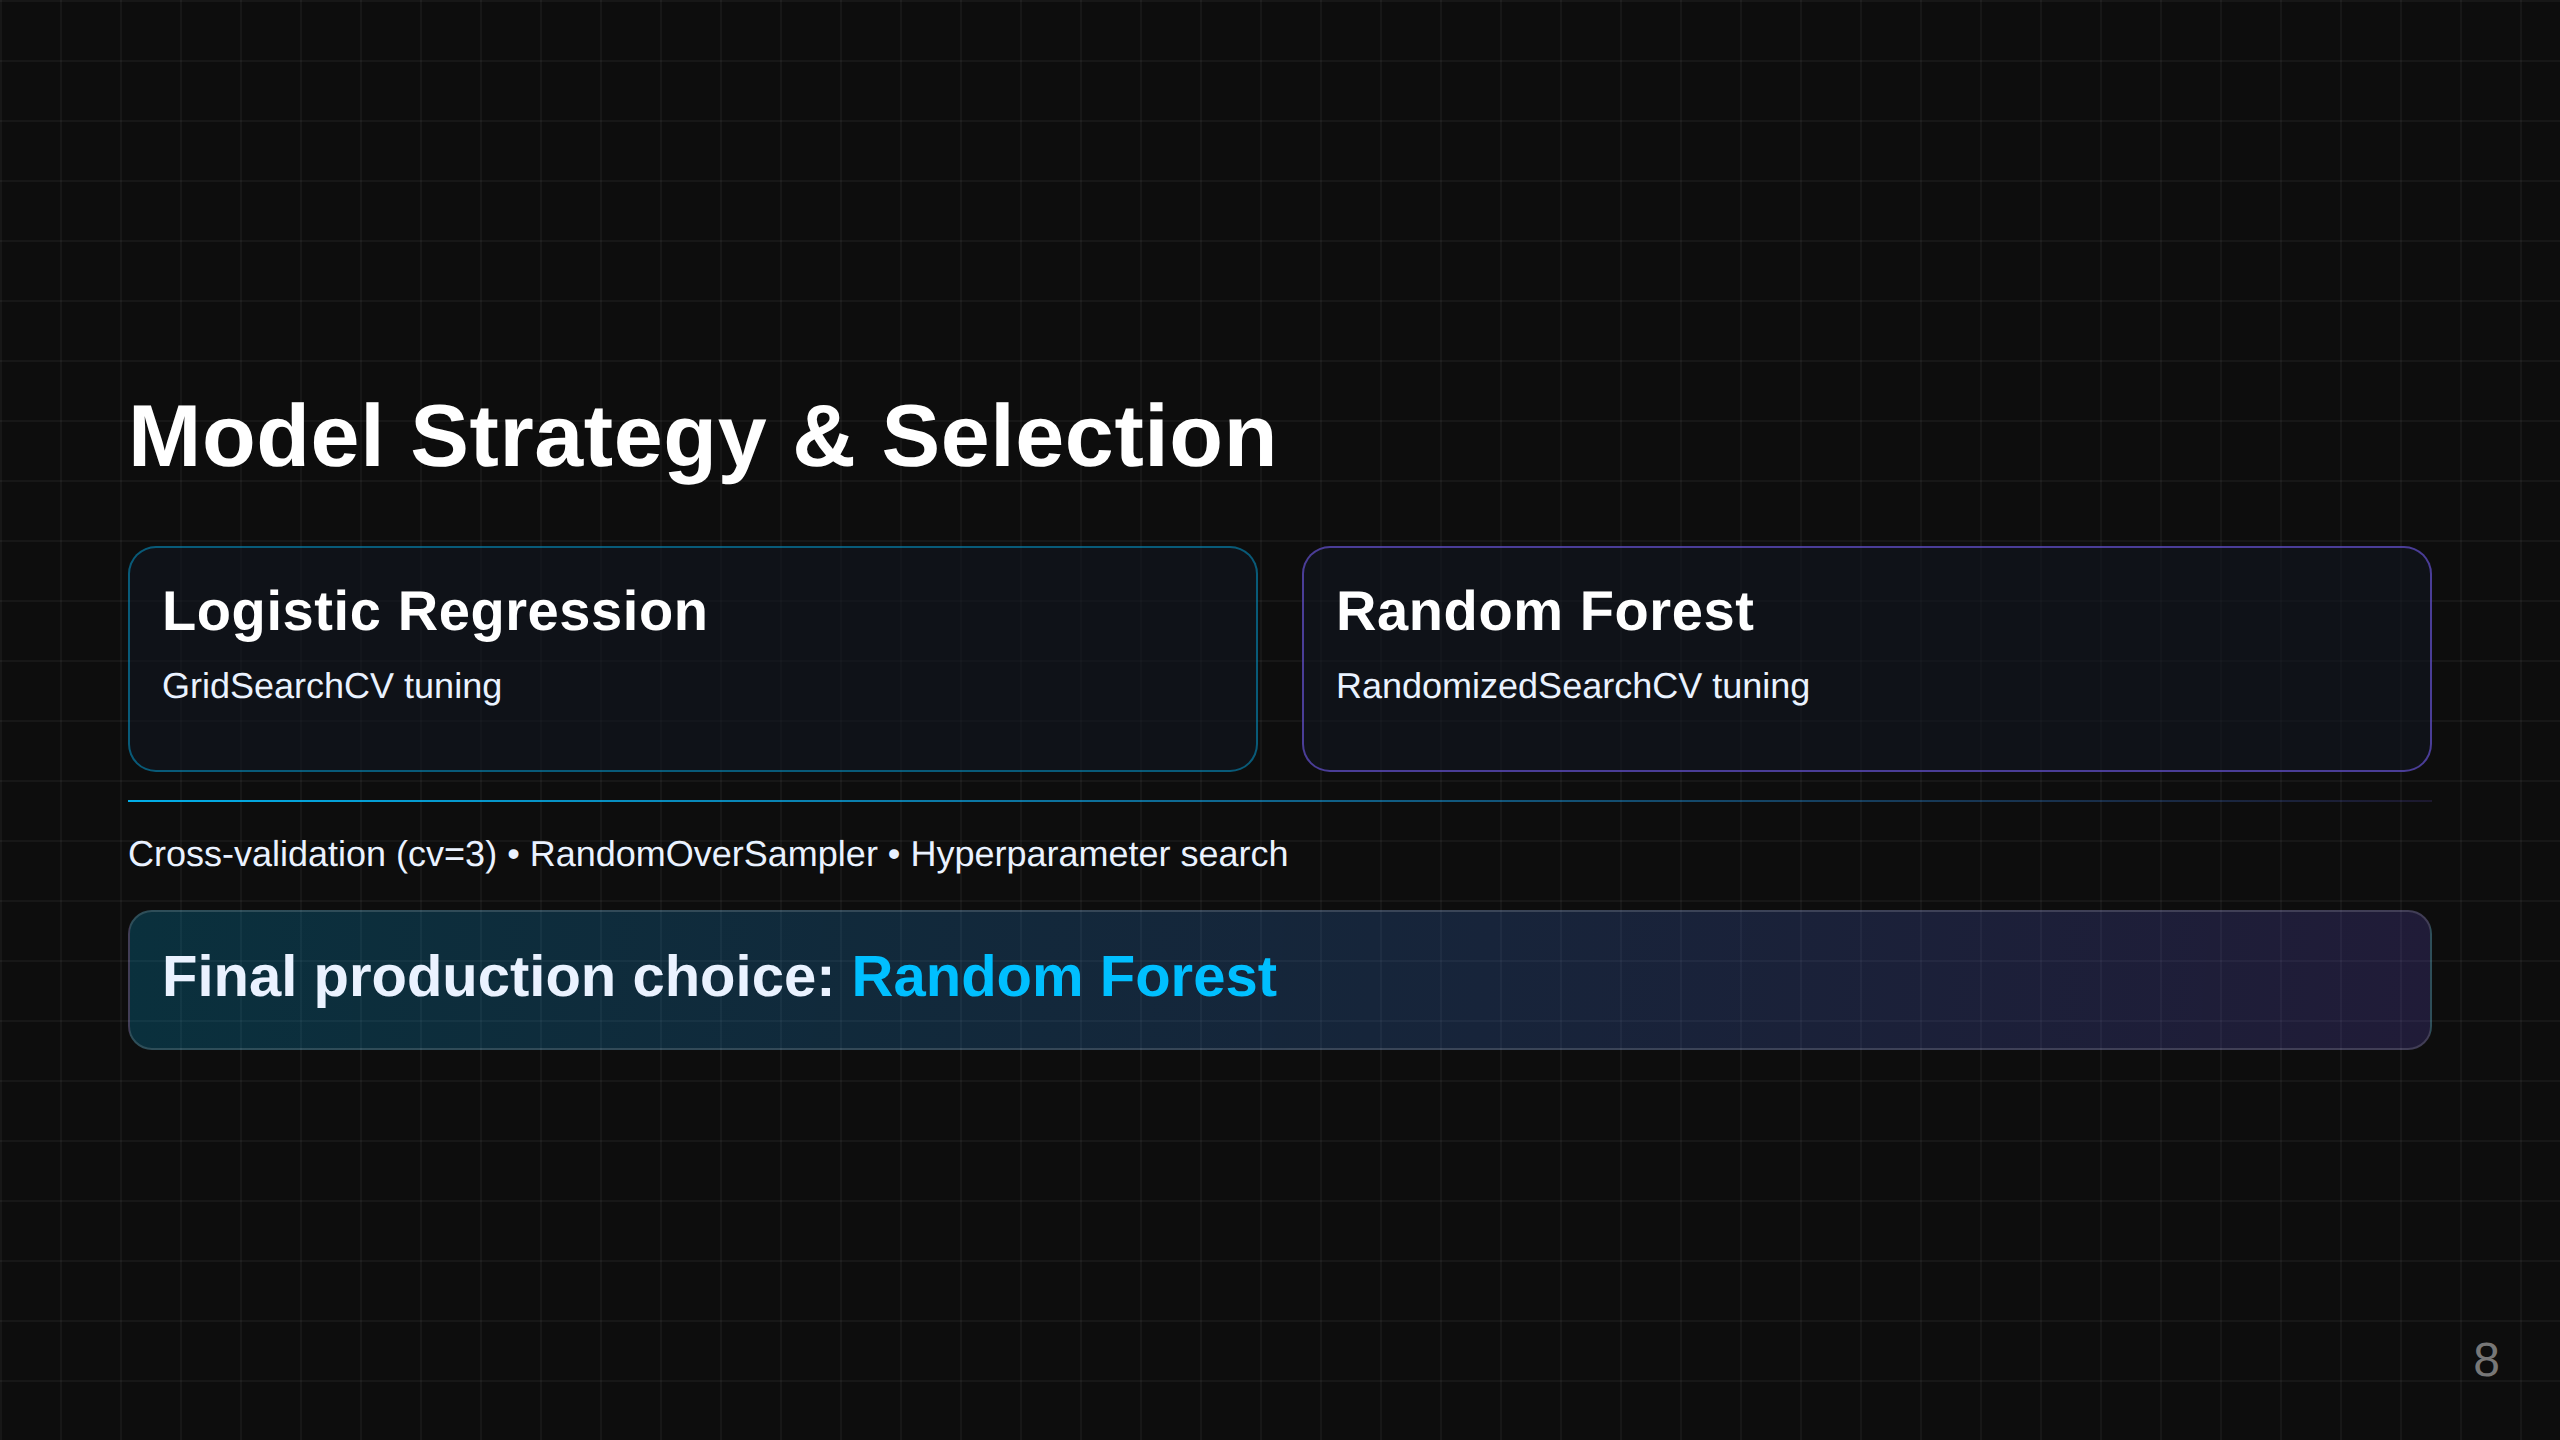 Model Strategy & Selection
Logistic Regression
GridSearchCV tuning
Random Forest
RandomizedSearchCV tuning
Cross-validation (cv=3) • RandomOverSampler • Hyperparameter search
Final production choice: Random Forest
8